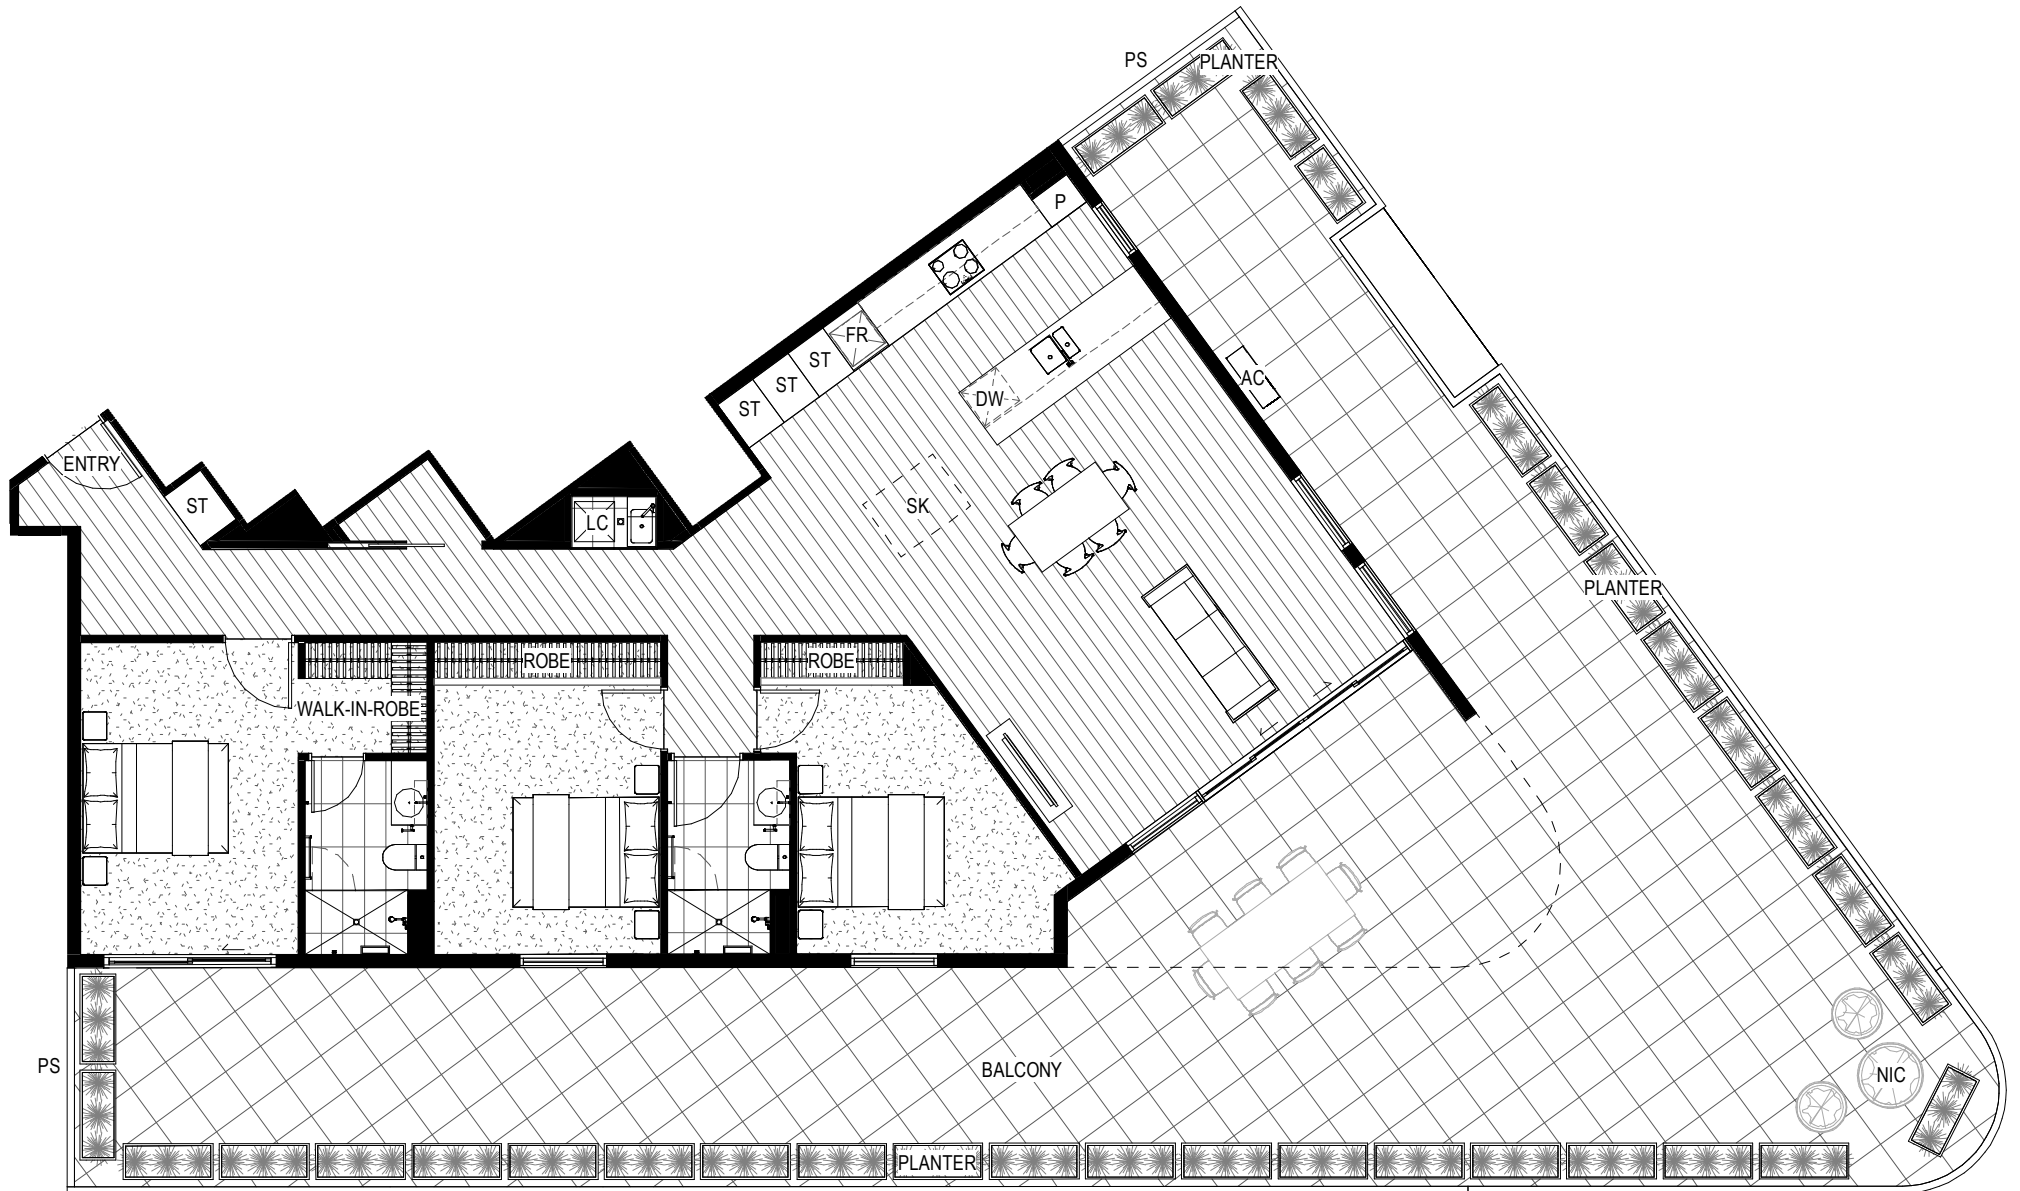 PS
PLANTER
P
FR
ST
ST
ST
AC
DW
ENTRY
ST
SK
LC
PLANTER
ROBE
ROBE
WALK-IN-ROBE
PS
BALCONY
NIC
PLANTER